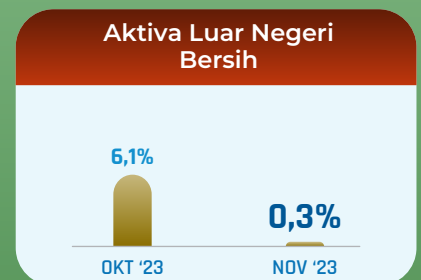 Aktiva Luar Negeri
Bersih
6,1%
0,3%
OKT ‘23
NOV ‘23